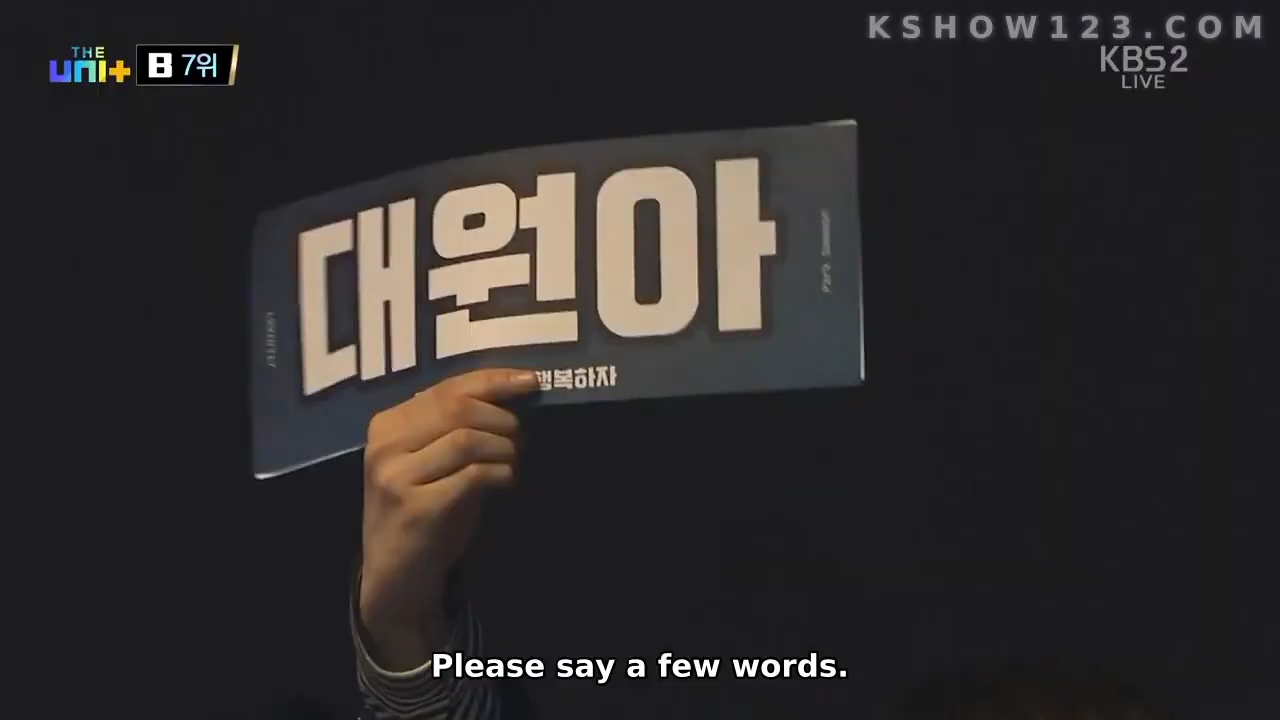 KSHOW123.COM
THE
UNI+ B 7위
KBS2
LIVE
대원아
행복하자
Please say a few words.